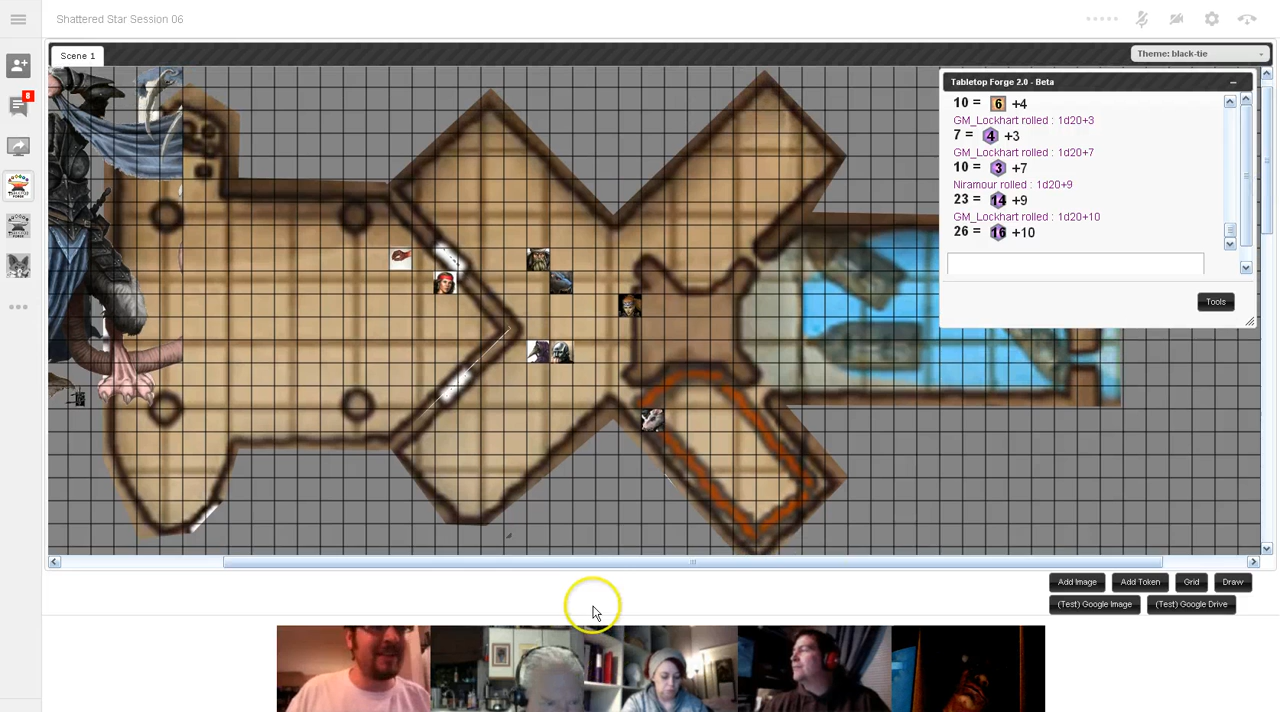 Shattered Star Session 06
Scene 1
Theme: black-tie
8
Tabletop Forge 2.0 - Beta
10 = 6 +4
GM_Lockhart rolled : 1d20+3
7 = 4 +3
GM_Lockhart rolled : 1d20+7
10 = 3 +7
Niramour rolled : 1d20+9
23 = 14 +9
GM_Lockhart rolled : 1d20+10
26 = 16 +10
Tools
Add Image
Add Token
Grid
Draw
(Test) Google Image
(Test) Google Drive